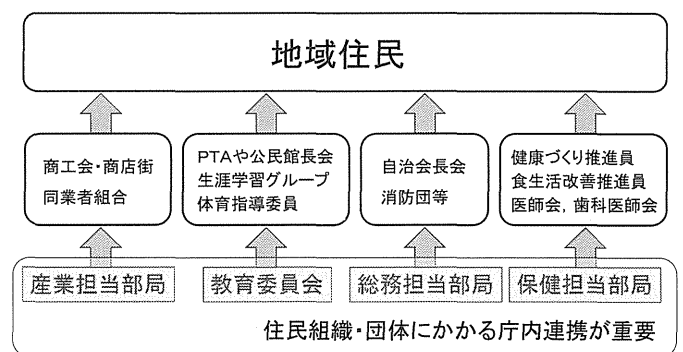 地域住民
商工会・商店街
同業者組合
PTAや公民館長会
生涯学習グループ
体育指導委員
自治会長会
消防団等
健康づくり推進員
食生活改善推進員
医師会,歯科医師会
産業担当部局
教育委員会
総務担当部局
保健担当部局
住民組織・団体にかかる庁内連携が重要